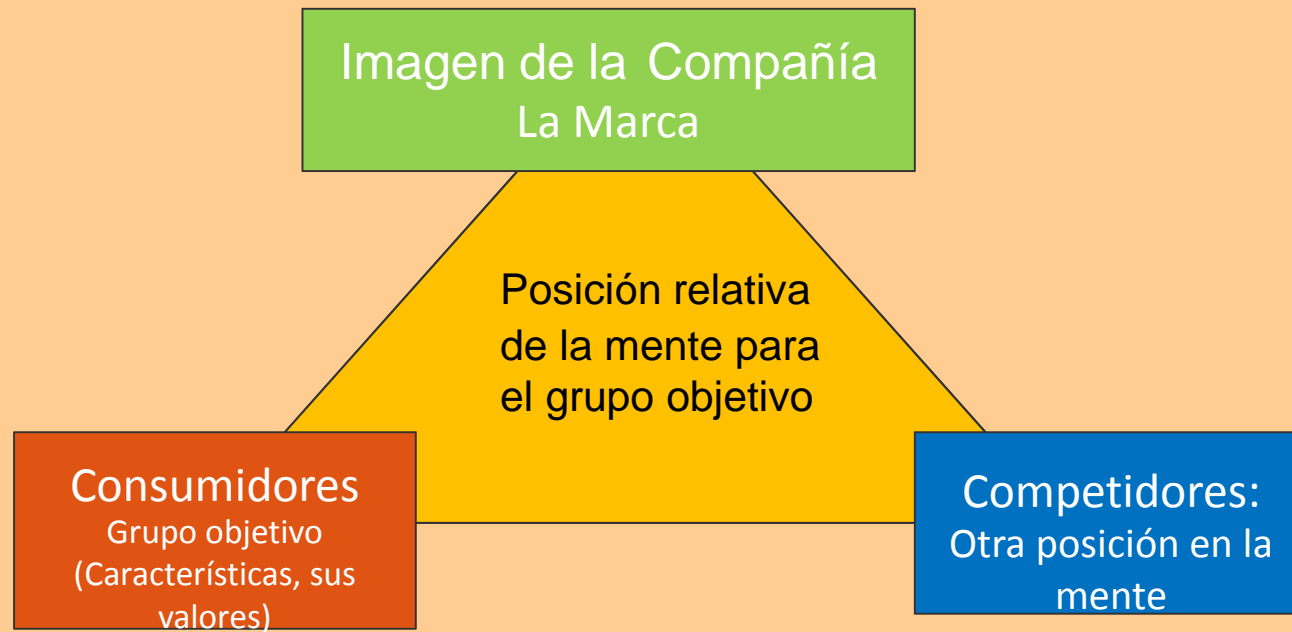 Imagen de la Compañía
La Marca
Posición relativa
de la mente para
el grupo objetivo
Consumidores
Grupo objetivo
(Características, sus
valores)
Competidores:
Otra posición en la
mente